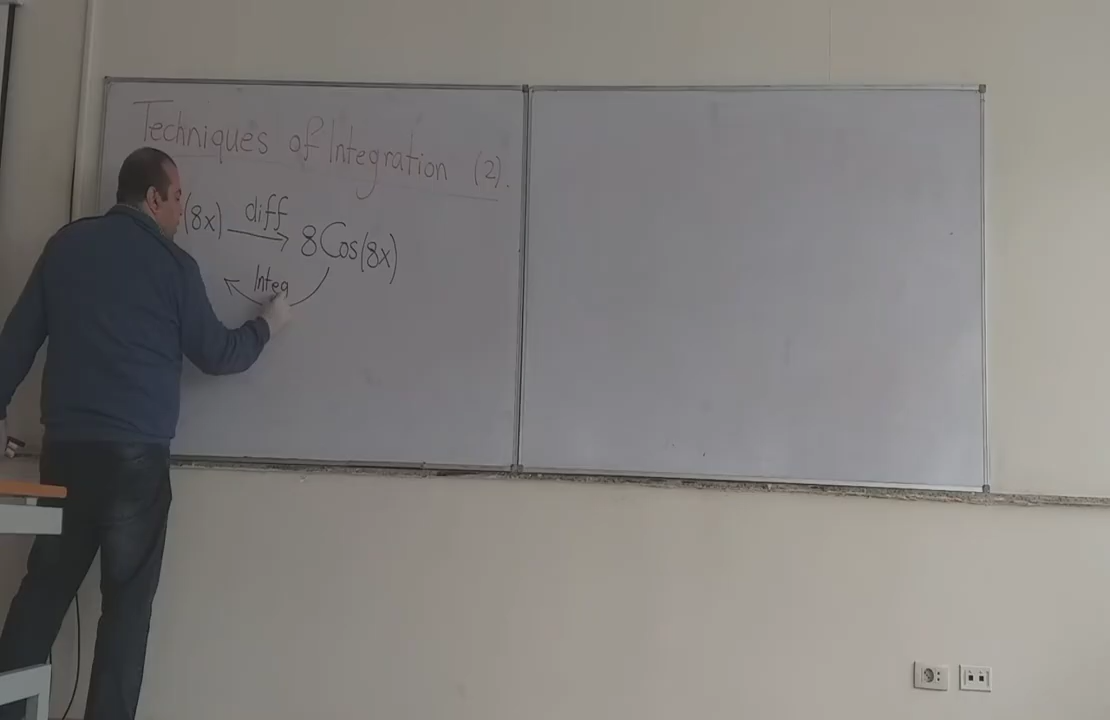 Techniques of Integration (2).
(8x) diff 8Cos(8x)
Integ